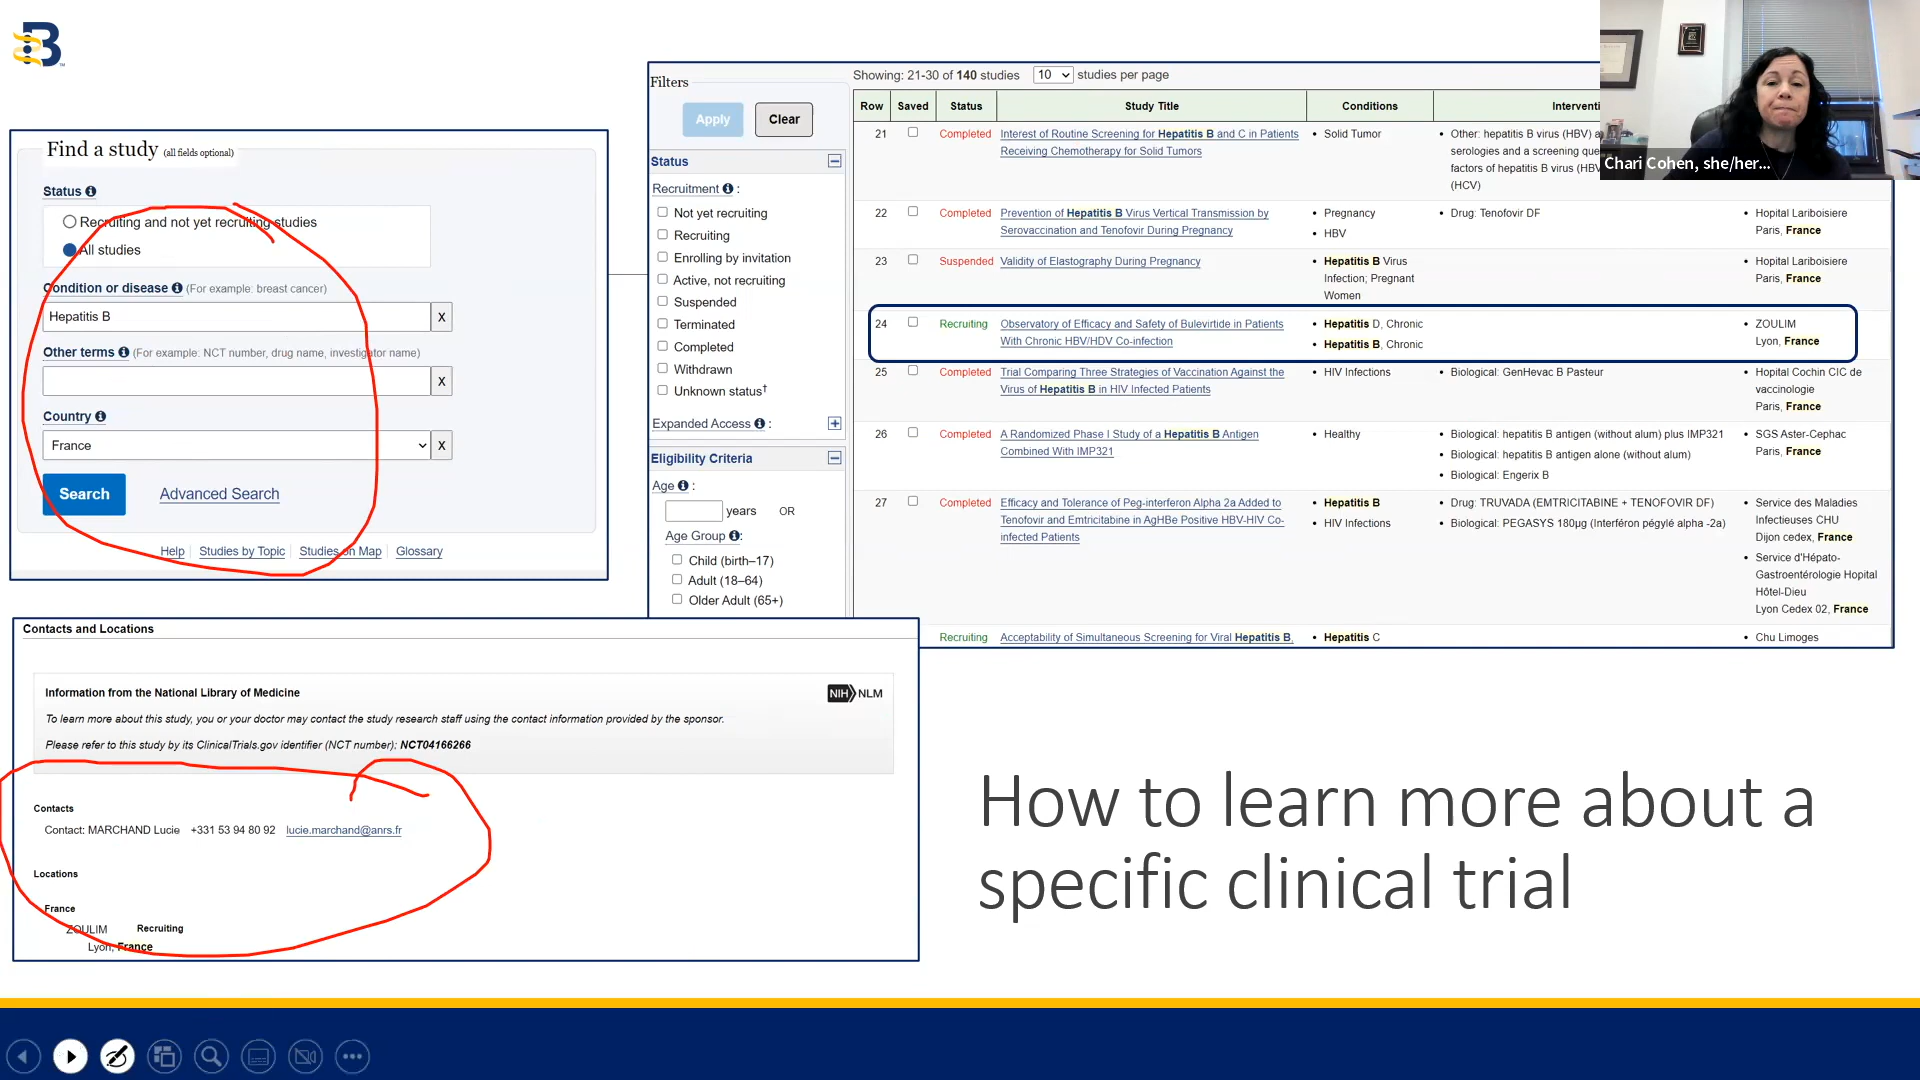 B
TM
Find a study (all fields optional)
Status
Recruiting and not yet recruiting studies
All studies
Condition or disease (For example: breast cancer)
Hepatitis B
X
Other terms (For example: NCT number, drug name, investigator name)
X
Country
France
X
Search
Advanced Search
Help
Studies by Topic
Studies on Map
Glossary
Filters
Apply
Clear
Status
Recruitment :
Not yet recruiting
Recruiting
Enrolling by invitation
Active, not recruiting
Suspended
Terminated
Completed
Withdrawn
Unknown status†
Expanded Access :
Eligibility Criteria
Age :
years OR
Age Group :
Child (birth–17)
Adult (18–64)
Older Adult (65+)
Showing: 21-30 of 140 studies 10 studies per page
Row Saved Status Study Title Conditions Interventi
21 Completed Interest of Routine Screening for Hepatitis B and C in Patients
Receiving Chemotherapy for Solid Tumors
• Solid Tumor
• Other: hepatitis B virus (HBV) a
serologies and a screening que
factors of hepatitis B virus (HBV
(HCV)
22 Completed Prevention of Hepatitis B Virus Vertical Transmission by
Serovaccination and Tenofovir During Pregnancy
• Pregnancy
• HBV
• Drug: Tenofovir DF
• Hopital Lariboisiere
Paris, France
23 Suspended Validity of Elastography During Pregnancy
• Hepatitis B Virus
Infection; Pregnant
Women
• Hopital Lariboisiere
Paris, France
24 Recruiting Observatory of Efficacy and Safety of Bulevirtide in Patients
With Chronic HBV/HDV Co-infection
• Hepatitis D, Chronic
• Hepatitis B, Chronic
• ZOULIM
Lyon, France
25 Completed Trial Comparing Three Strategies of Vaccination Against the
Virus of Hepatitis B in HIV Infected Patients
• HIV Infections
• Biological: GenHevac B Pasteur
• Hopital Cochin CIC de
vaccinologie
Paris, France
26 Completed A Randomized Phase I Study of a Hepatitis B Antigen
Combined With IMP321
• Healthy
• Biological: hepatitis B antigen (without alum) plus IMP321
• Biological: hepatitis B antigen alone (without alum)
• Biological: Engerix B
• SGS Aster-Cephac
Paris, France
27 Completed Efficacy and Tolerance of Peg-interferon Alpha 2a Added to
Tenofovir and Emtricitabine in AgHBe Positive HBV-HIV Co-
infected Patients
• Hepatitis B
• HIV Infections
• Drug: TRUVADA (EMTRICITABINE + TENOFOVIR DF)
• Biological: PEGASYS 180µg (Interféron pégylé alpha -2a)
• Service des Maladies
Infectieuses CHU
Dijon cedex, France
• Service d'Hépato-
Gastroentérologie Hopital
Hôtel-Dieu
Lyon Cedex 02, France
Recruiting Acceptability of Simultaneous Screening for Viral Hepatitis B,
• Hepatitis C
• Chu Limoges
Chari Cohen, she/her...
Contacts and Locations
Information from the National Library of Medicine
NIH NLM
To learn more about this study, you or your doctor may contact the study research staff using the contact information provided by the sponsor.
Please refer to this study by its ClinicalTrials.gov identifier (NCT number): NCT04166266
Contacts
Contact: MARCHAND Lucie +331 53 94 80 92 lucie.marchand@anrs.fr
Locations
France
ZOULIM Recruiting
Lyon, France
How to learn more about a
specific clinical trial